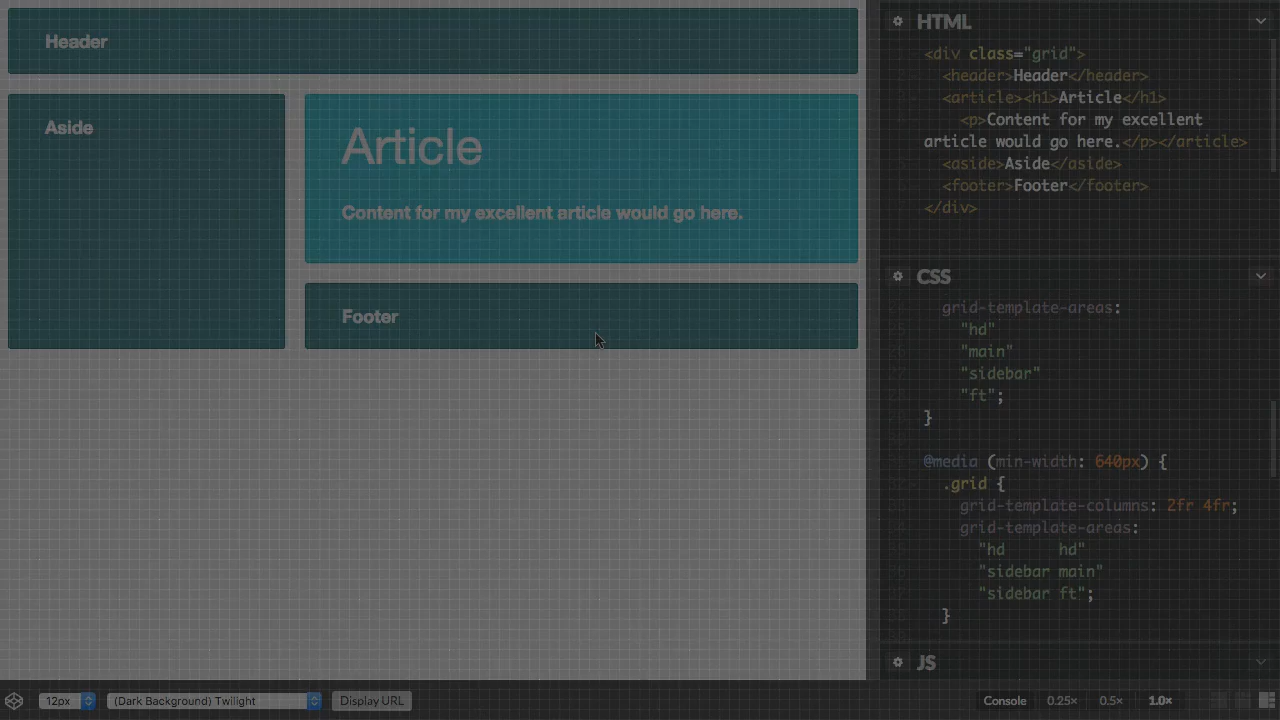 Header
Aside
Article
Content for my excellent article would go here.
Footer
HTML
<div class="grid">
<header>Header</header>
<article><h1>Article</h1>
<p>Content for my excellent
article would go here.</p></article>
<aside>Aside</aside>
<footer>Footer</footer>
</div>
CSS
grid-template-areas:
"hd"
"main"
"sidebar"
"ft";
}
@media (min-width: 640px) {
.grid {
grid-template-columns: 2fr 4fr;
grid-template-areas:
"hd      hd"
"sidebar main"
"sidebar ft";
}
JS
12px
(Dark Background) Twilight
Display URL
Console
0.25×
0.5×
1.0×